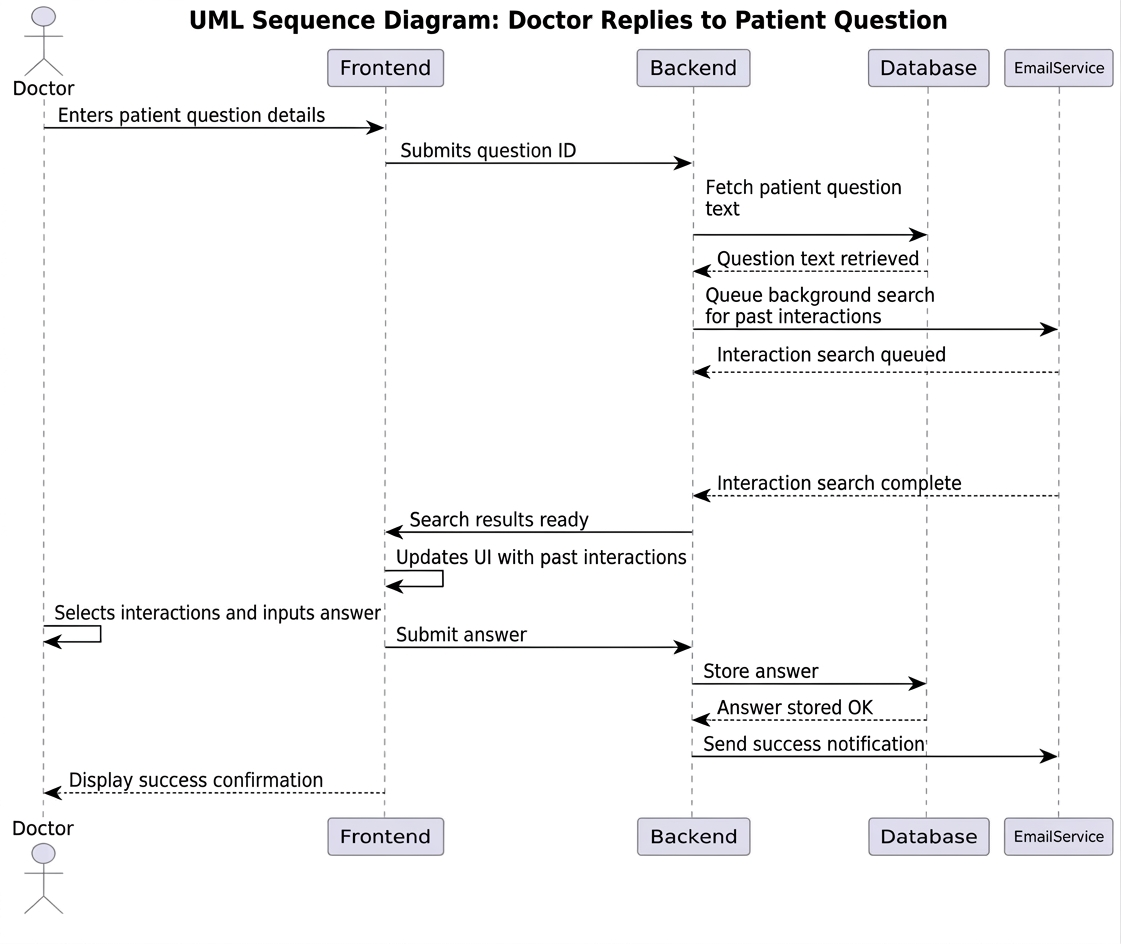 UML Sequence Diagram: Doctor Replies to Patient Question
Doctor
Frontend
Backend
Database
EmailService
Enters patient question details
Submits question ID
Fetch patient question
text
Question text retrieved
Queue background search
for past interactions
Interaction search queued
Interaction search complete
Search results ready
Updates UI with past interactions
Selects interactions and inputs answer
Submit answer
Store answer
Answer stored OK
Send success notification
Display success confirmation
Doctor
Frontend
Backend
Database
EmailService